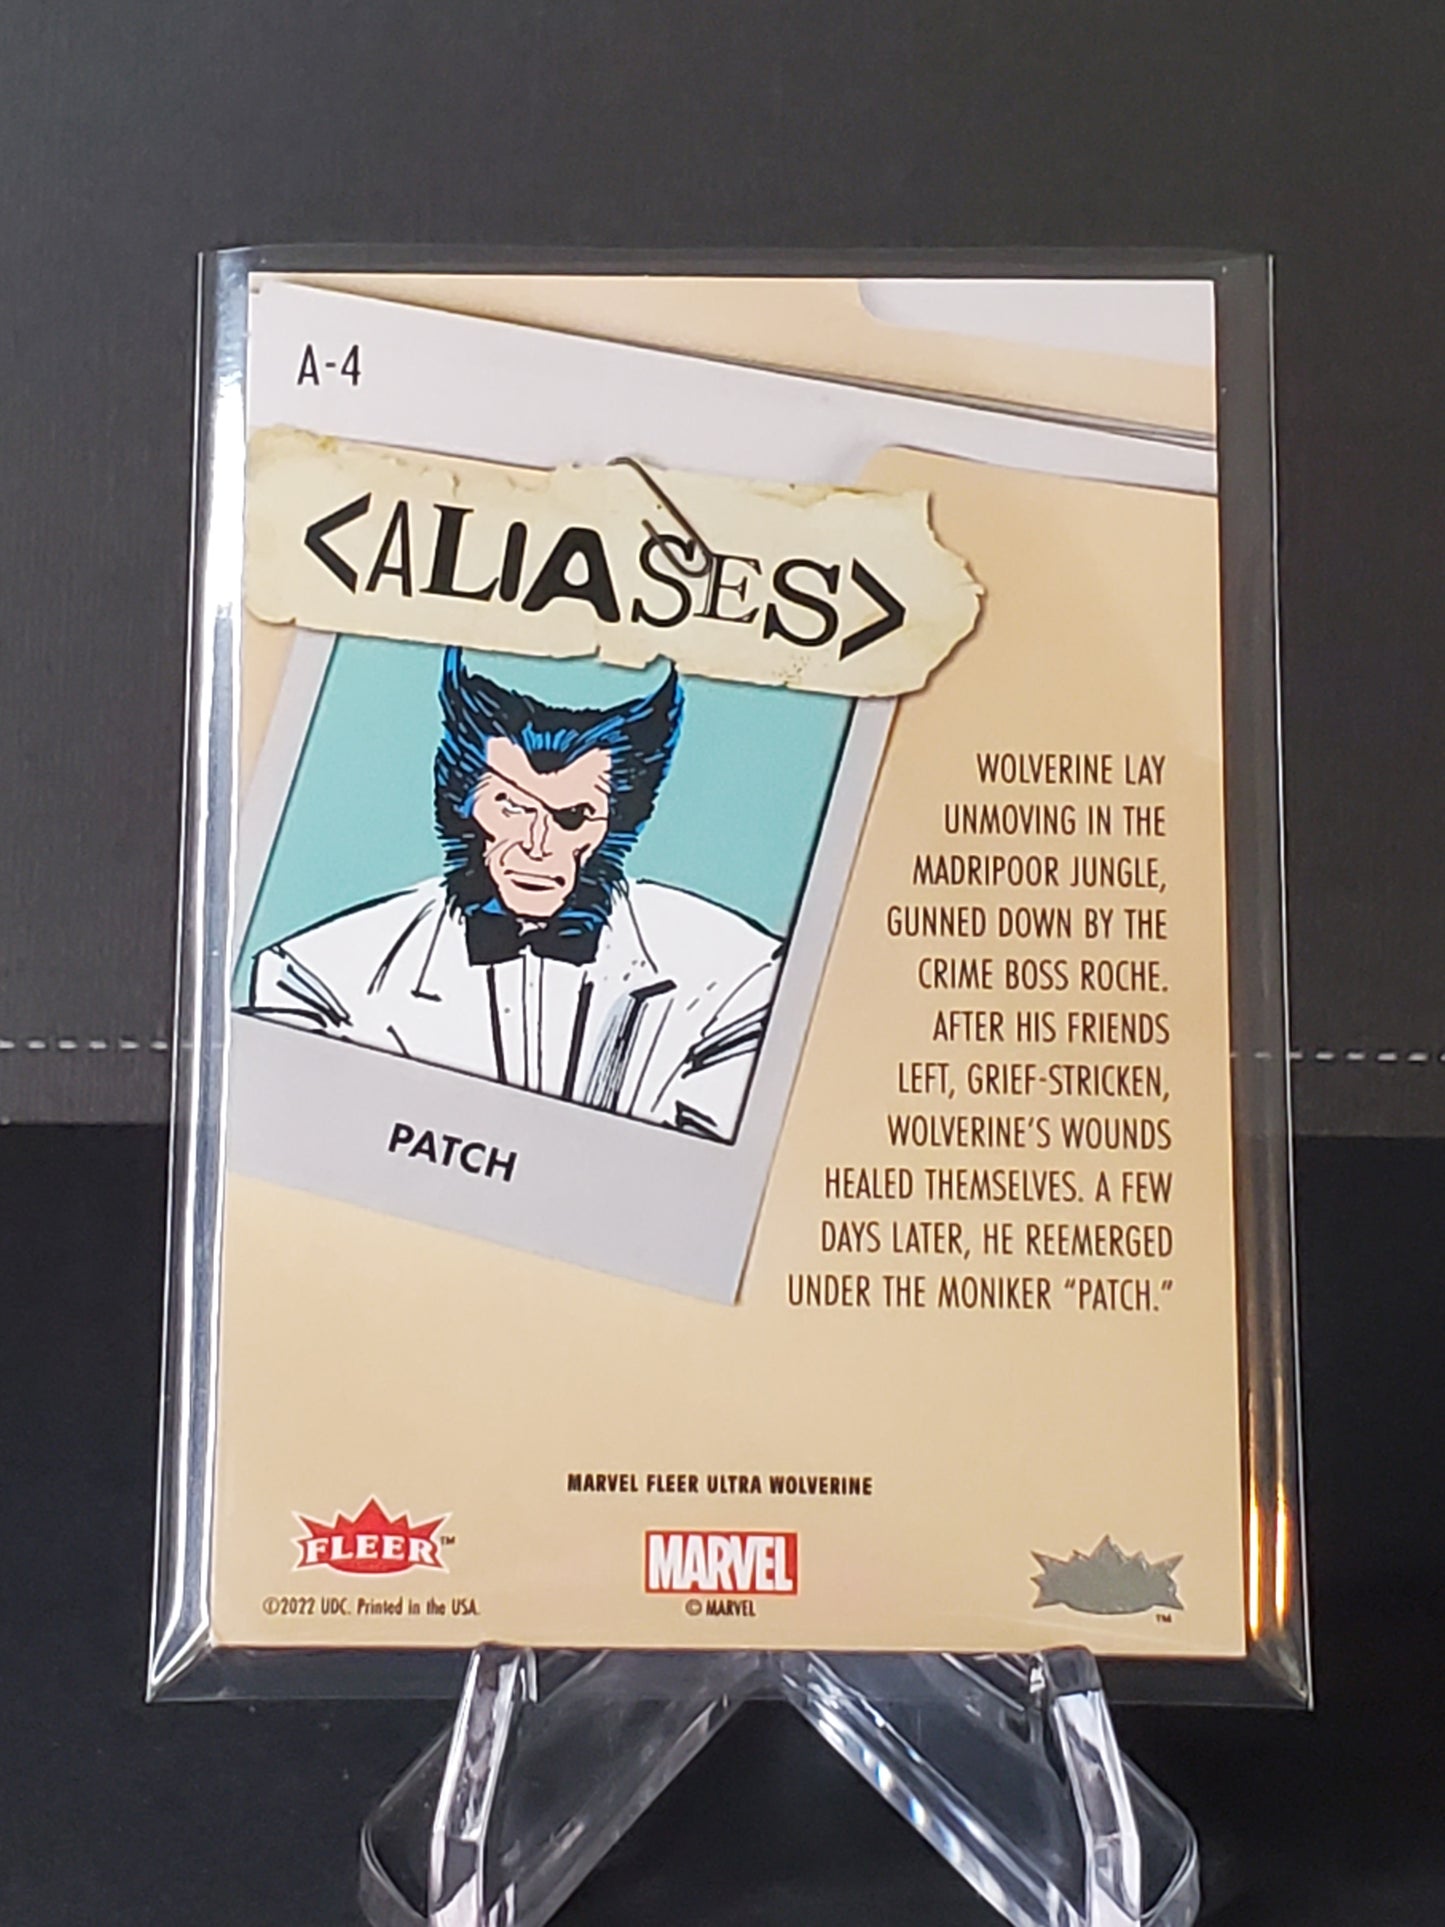 A-4
<ALIASES>
PATCH
WOLVERINE LAY
UNMOVING IN THE
MADRIPOOR JUNGLE,
GUNNED DOWN BY THE
CRIME BOSS ROCHE.
AFTER HIS FRIENDS
LEFT, GRIEF-STRICKEN,
WOLVERINE'S WOUNDS
HEALED THEMSELVES. A FEW
DAYS LATER, HE REEMERGED
UNDER THE MONIKER "PATCH."
MARVEL FLEER ULTRA WOLVERINE
FLEER™
MARVEL
™
©2022 UDC. Printed in the USA.
© MARVEL